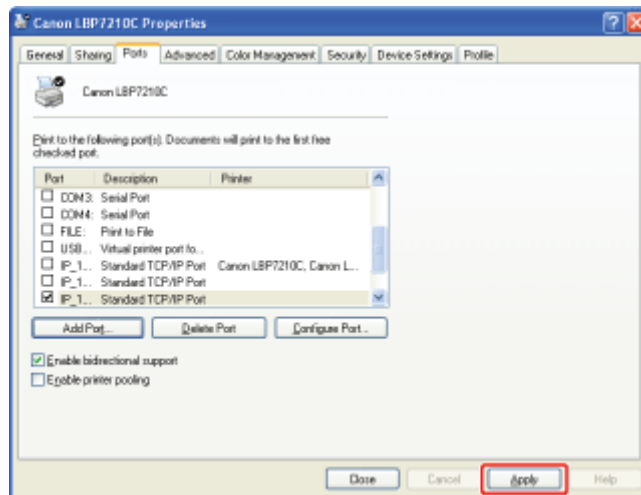 Canon LBP7210C Properties
General Sharing Ports Advanced Color Management Security Device Settings Profile
Canon LBP7210C
Print to the following port(s). Documents will print to the first free
checked port.
Port Description Printer
COM3: Serial Port
COM4: Serial Port
FILE: Print to File
USB... Virtual printer port fo...
IP_1... Standard TCP/IP Port Canon LBP7210C, Canon L...
IP_1... Standard TCP/IP Port
IP_1... Standard TCP/IP Port
Add Port... Delete Port Configure Port...
Enable bidirectional support
Enable printer pooling
Close Cancel Apply Help